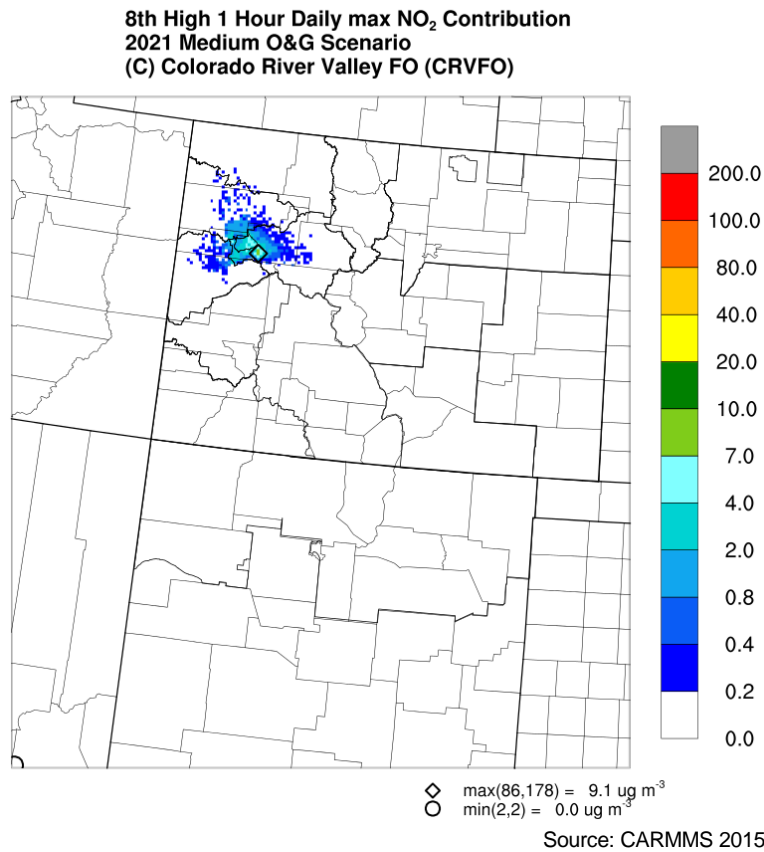 8th High 1 Hour Daily max NO₂ Contribution
2021 Medium O&G Scenario
(C) Colorado River Valley FO (CRVFO)
200.0
100.0
80.0
40.0
20.0
10.0
7.0
4.0
2.0
0.8
0.4
0.2
0.0
max(86,178) = 9.1 ug m⁻³
min(2,2) = 0.0 ug m⁻³
Source: CARMMS 2015